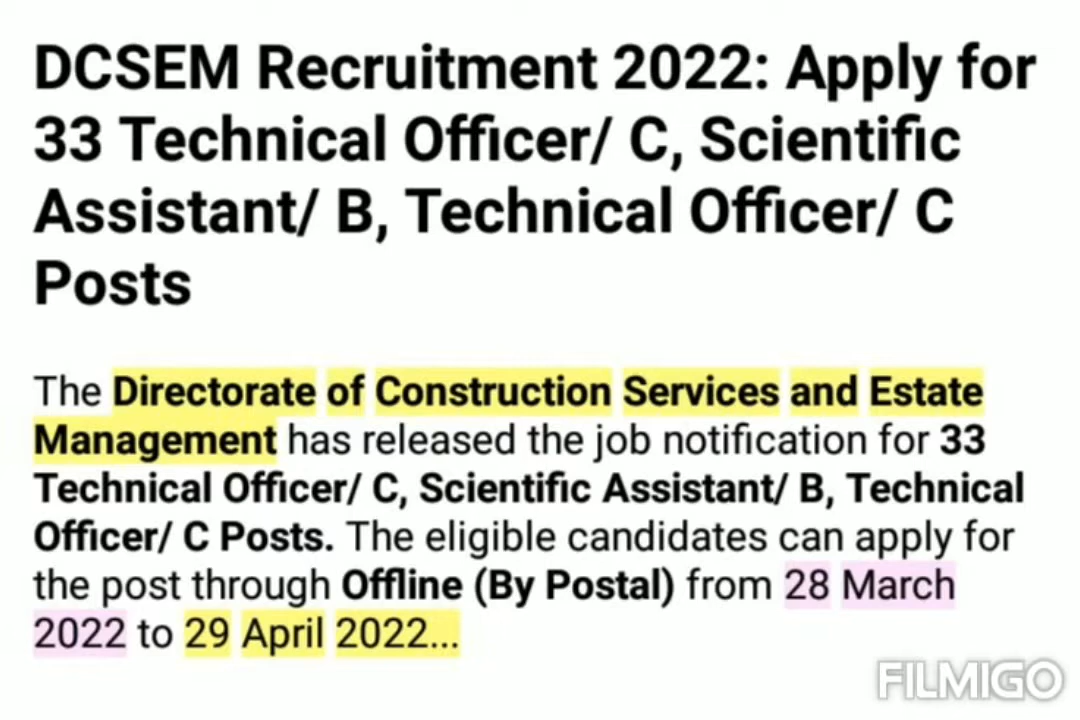 DCSEM Recruitment 2022: Apply for
33 Technical Officer/ C, Scientific
Assistant/ B, Technical Officer/ C
Posts
The Directorate of Construction Services and Estate
Management has released the job notification for 33
Technical Officer/ C, Scientific Assistant/ B, Technical
Officer/ C Posts. The eligible candidates can apply for
the post through Offline (By Postal) from 28 March
2022 to 29 April 2022...
FILMIGO